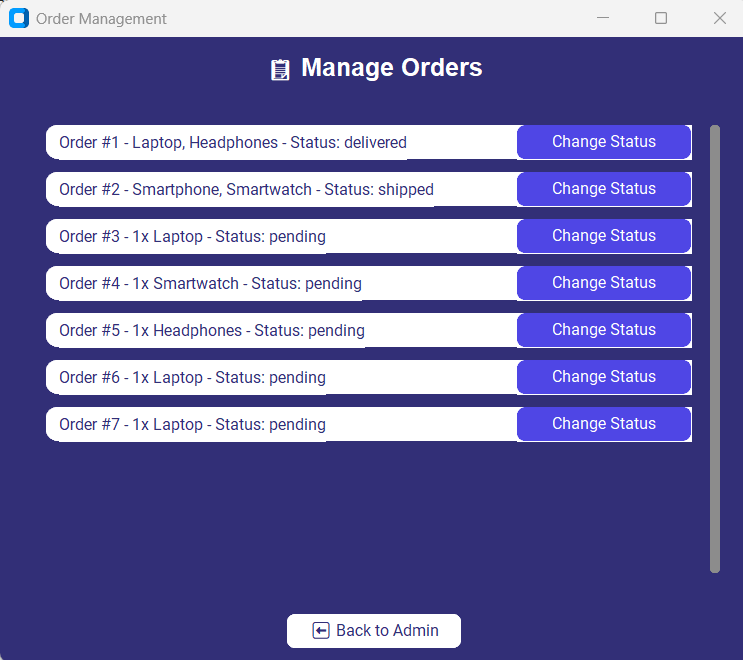 Order Management
Manage Orders
Order #1 - Laptop, Headphones - Status: delivered Change Status
Order #2 - Smartphone, Smartwatch - Status: shipped Change Status
Order #3 - 1x Laptop - Status: pending Change Status
Order #4 - 1x Smartwatch - Status: pending Change Status
Order #5 - 1x Headphones - Status: pending Change Status
Order #6 - 1x Laptop - Status: pending Change Status
Order #7 - 1x Laptop - Status: pending Change Status
Back to Admin